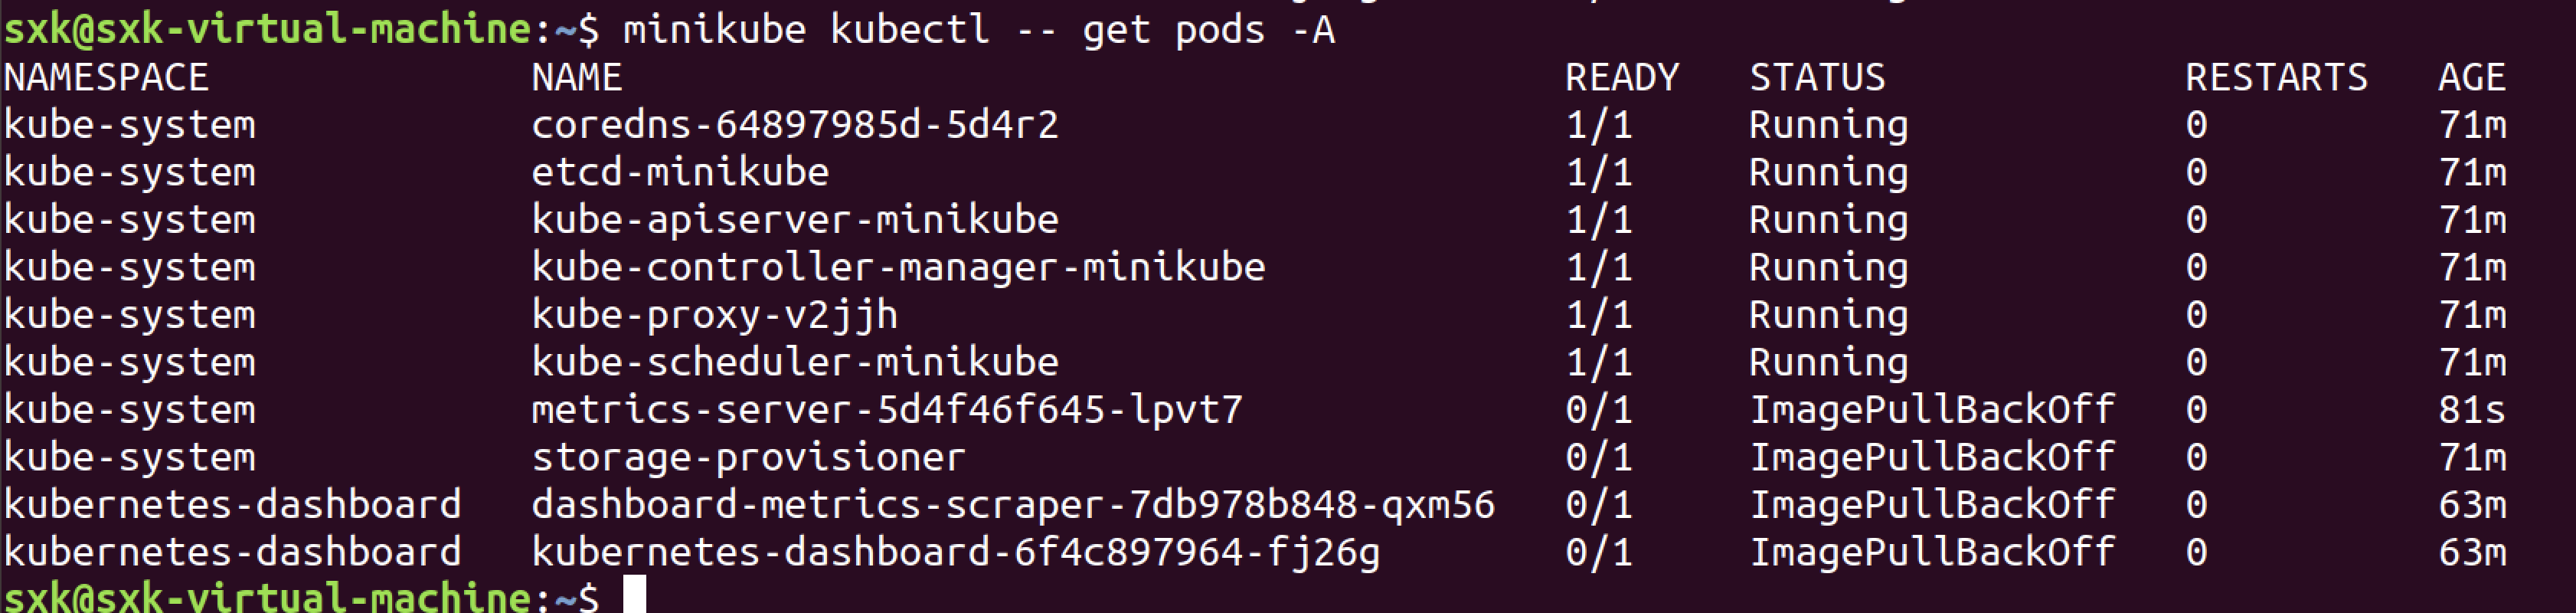 sxk@sxk-virtual-machine:~$ minikube kubectl -- get pods -A
NAMESPACE NAME READY STATUS RESTARTS AGE
kube-system coredns-64897985d-5d4r2 1/1 Running 0 71m
kube-system etcd-minikube 1/1 Running 0 71m
kube-system kube-apiserver-minikube 1/1 Running 0 71m
kube-system kube-controller-manager-minikube 1/1 Running 0 71m
kube-system kube-proxy-v2jjh 1/1 Running 0 71m
kube-system kube-scheduler-minikube 1/1 Running 0 71m
kube-system metrics-server-5d4f46f645-lpvt7 0/1 ImagePullBackOff 0 81s
kube-system storage-provisioner 0/1 ImagePullBackOff 0 71m
kubernetes-dashboard dashboard-metrics-scraper-7db978b848-qxm56 0/1 ImagePullBackOff 0 63m
kubernetes-dashboard kubernetes-dashboard-6f4c897964-fj26g 0/1 ImagePullBackOff 0 63m
sxk@sxk-virtual-machine:~$